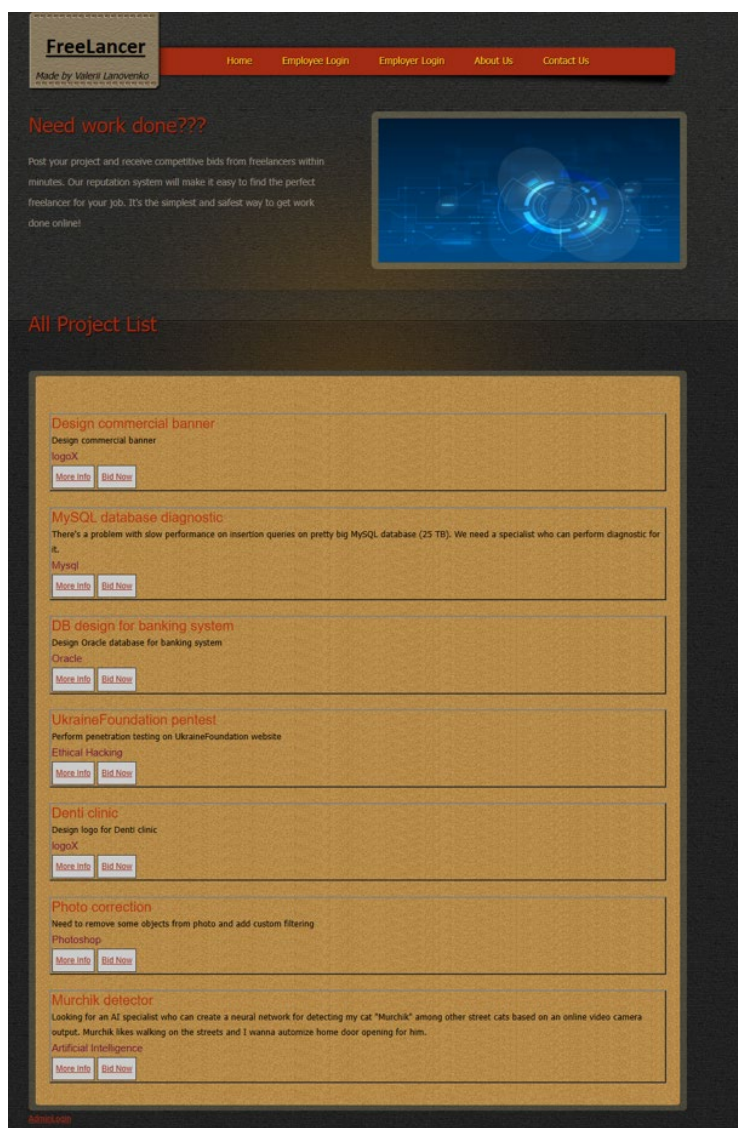 FreeLancer
Made by Valerii Lanovenko
Home Employee Login Employer Login About Us Contact Us
Need work done???
Post your project and receive competitive bids from freelancers within
minutes. Our reputation system will make it easy to find the perfect
freelancer for your job. It's the simplest and safest way to get work
done online!
All Project List
Design commercial banner
Design commercial banner
logoX
More Info Bid Now
MySQL database diagnostic
There's a problem with slow performance on insertion queries on pretty big MySQL database (25 TB). We need a specialist who can perform diagnostic for
it.
Mysql
More Info Bid Now
DB design for banking system
Design Oracle database for banking system
Oracle
More Info Bid Now
UkraineFoundation pentest
Perform penetration testing on UkraineFoundation website
Ethical Hacking
More Info Bid Now
Denti clinic
Design logo for Denti clinic
logoX
More Info Bid Now
Photo correction
Need to remove some objects from photo and add custom filtering
Photoshop
More Info Bid Now
Murchik detector
Looking for an AI specialist who can create a neural network for detecting my cat "Murchik" among other street cats based on an online video camera
output. Murchik likes walking on the streets and I wanna automize home door opening for him.
Artificial Intelligence
More Info Bid Now
AdminLogin